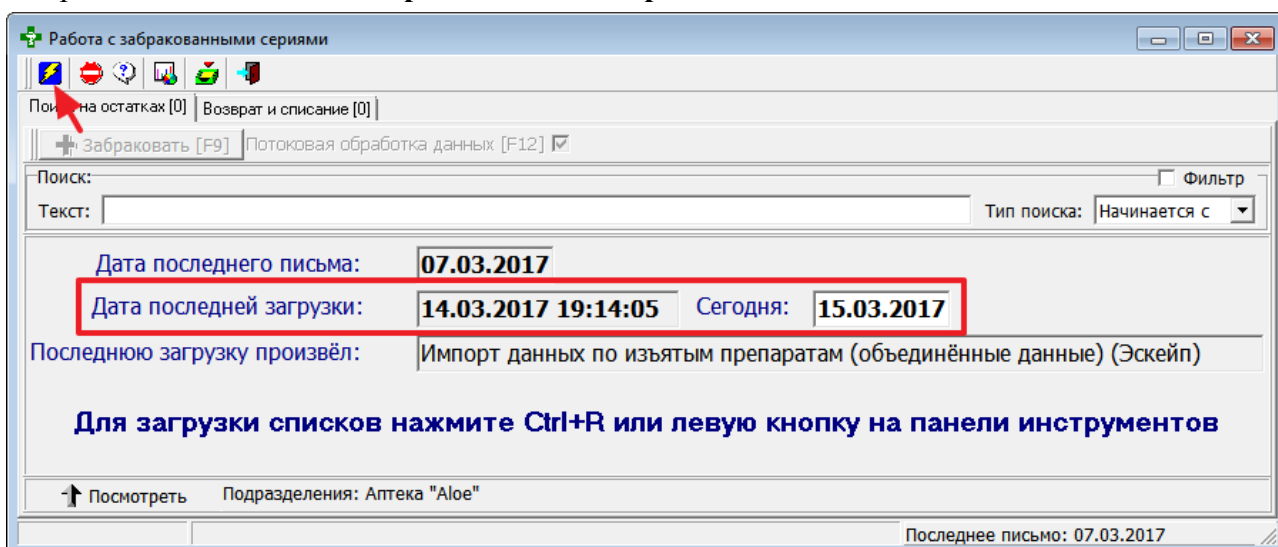 Работа с забракованными сериями
Поиск на остатках [0] Возврат и списание [0]
Забраковать [F9] Потоковая обработка данных [F12]
Поиск: Фильтр
Текст: Тип поиска: Начинается с
Дата последнего письма: 07.03.2017
Дата последней загрузки: 14.03.2017 19:14:05 Сегодня: 15.03.2017
Последнюю загрузку произвёл: Импорт данных по изъятым препаратам (объединённые данные) (Эскейп)
Для загрузки списков нажмите Ctrl+R или левую кнопку на панели инструментов
Посмотреть Подразделения: Аптека "Aloe"
Последнее письмо: 07.03.2017